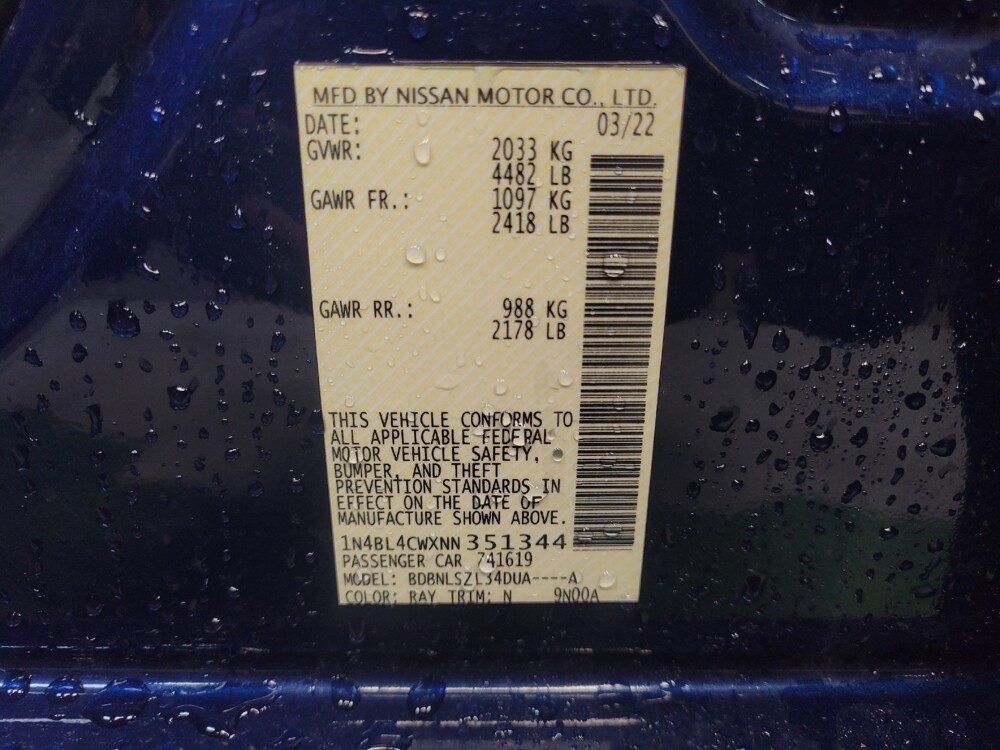 MFD BY NISSAN MOTOR CO., LTD.
DATE: 03/22
GVWR: 2033 KG
4482 LB
GAWR FR.: 1097 KG
2418 LB
GAWR RR.: 988 KG
2178 LB
THIS VEHICLE CONFORMS TO
ALL APPLICABLE FEDERAL
MOTOR VEHICLE SAFETY,
BUMPER, AND THEFT
PREVENTION STANDARDS IN
EFFECT ON THE DATE OF
MANUFACTURE SHOWN ABOVE.
1N4BL4CWXNN351344
PASSENGER CAR 741619
MODEL: BDBNLSZL34DUA----A
COLOR: RAY TRIM: N 9N00A